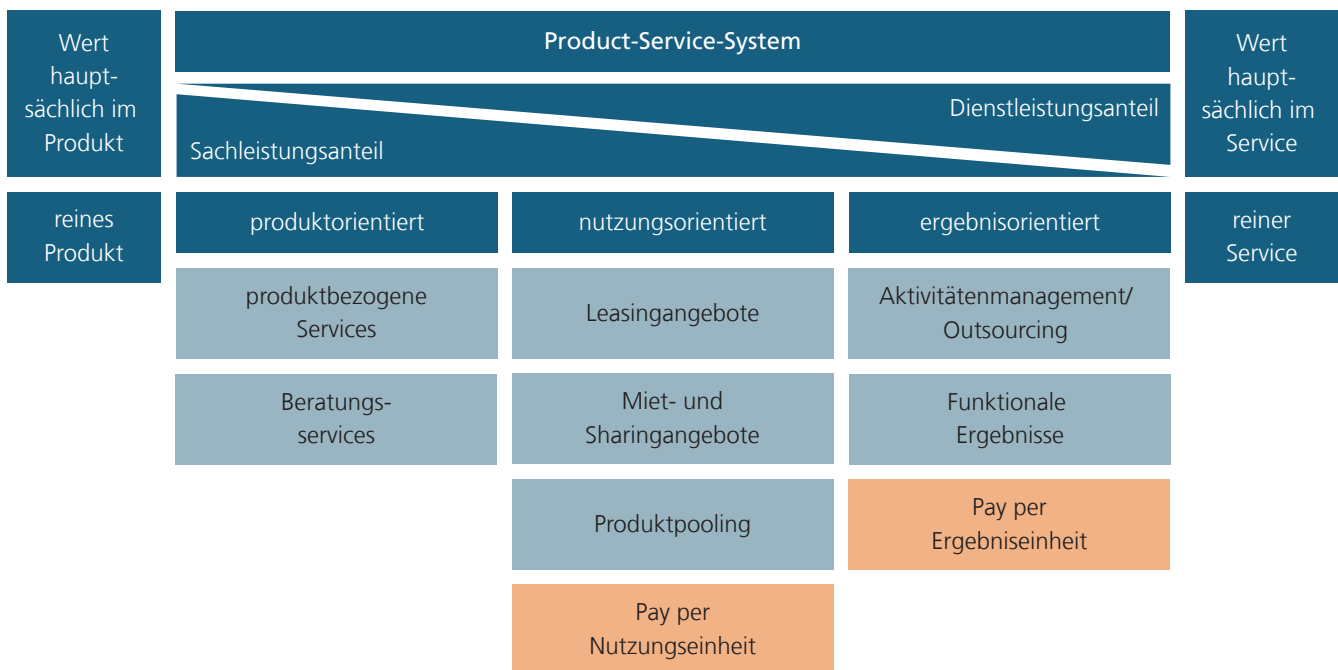 Wert
haupt-
sächlich im
Produkt
Product-Service-System
Dienstleistungsanteil
Sachleistungsanteil
Wert
haupt-
sächlich im
Service
reines
Produkt
produktorientiert
nutzungsorientiert
ergebnisorientiert
reiner
Service
produktbezogene
Services
Leasingangebote
Aktivitätenmanagement/
Outsourcing
Beratungs-
services
Miet- und
Sharingangebote
Funktionale
Ergebnisse
Produktpooling
Pay per
Ergebniseinheit
Pay per
Nutzungseinheit